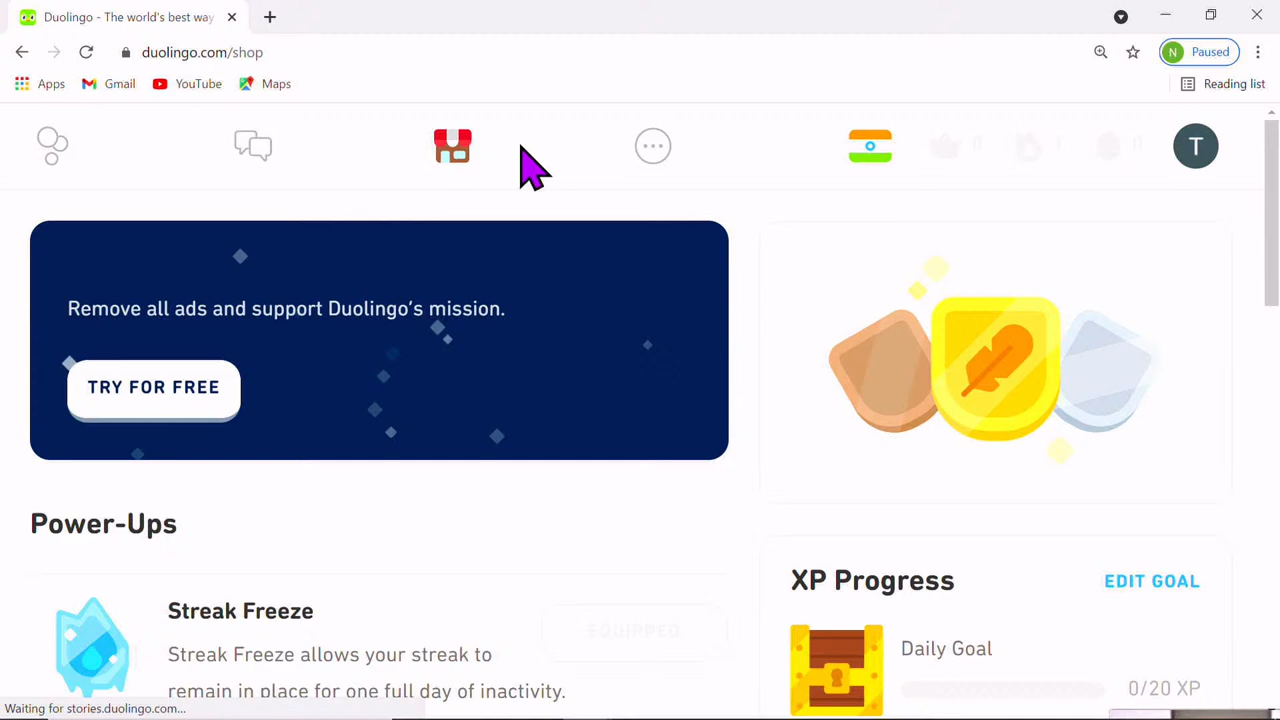 Duolingo - The world's best way
duolingo.com/shop
N Paused
Apps Gmail YouTube Maps Reading list
T
Remove all ads and support Duolingo's mission.
TRY FOR FREE
Power-Ups
Streak Freeze
EQUIPPED
Streak Freeze allows your streak to
remain in place for one full day of inactivity.
XP Progress EDIT GOAL
Daily Goal
0/20 XP
Waiting for stories.duolingo.com...